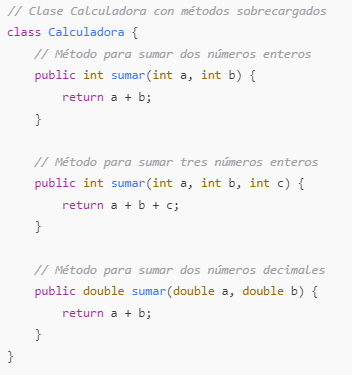 // Clase Calculadora con métodos sobrecargados
class Calculadora {
    // Método para sumar dos números enteros
    public int sumar(int a, int b) {
        return a + b;
    }

    // Método para sumar tres números enteros
    public int sumar(int a, int b, int c) {
        return a + b + c;
    }

    // Método para sumar dos números decimales
    public double sumar(double a, double b) {
        return a + b;
    }
}